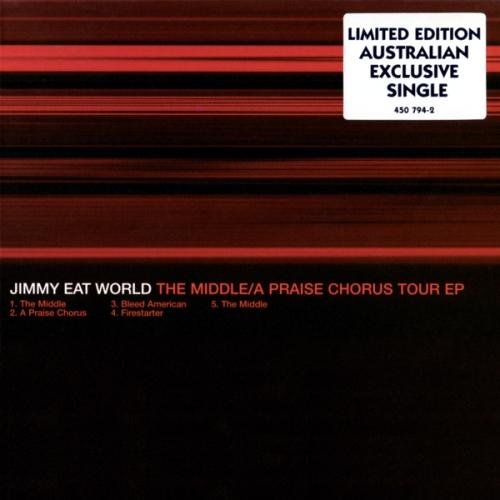 LIMITED EDITION
AUSTRALIAN
EXCLUSIVE
SINGLE
450 794-2
JIMMY EAT WORLD THE MIDDLE/A PRAISE CHORUS TOUR EP
1. The Middle 3. Bleed American 5. The Middle
2. A Praise Chorus 4. Firestarter